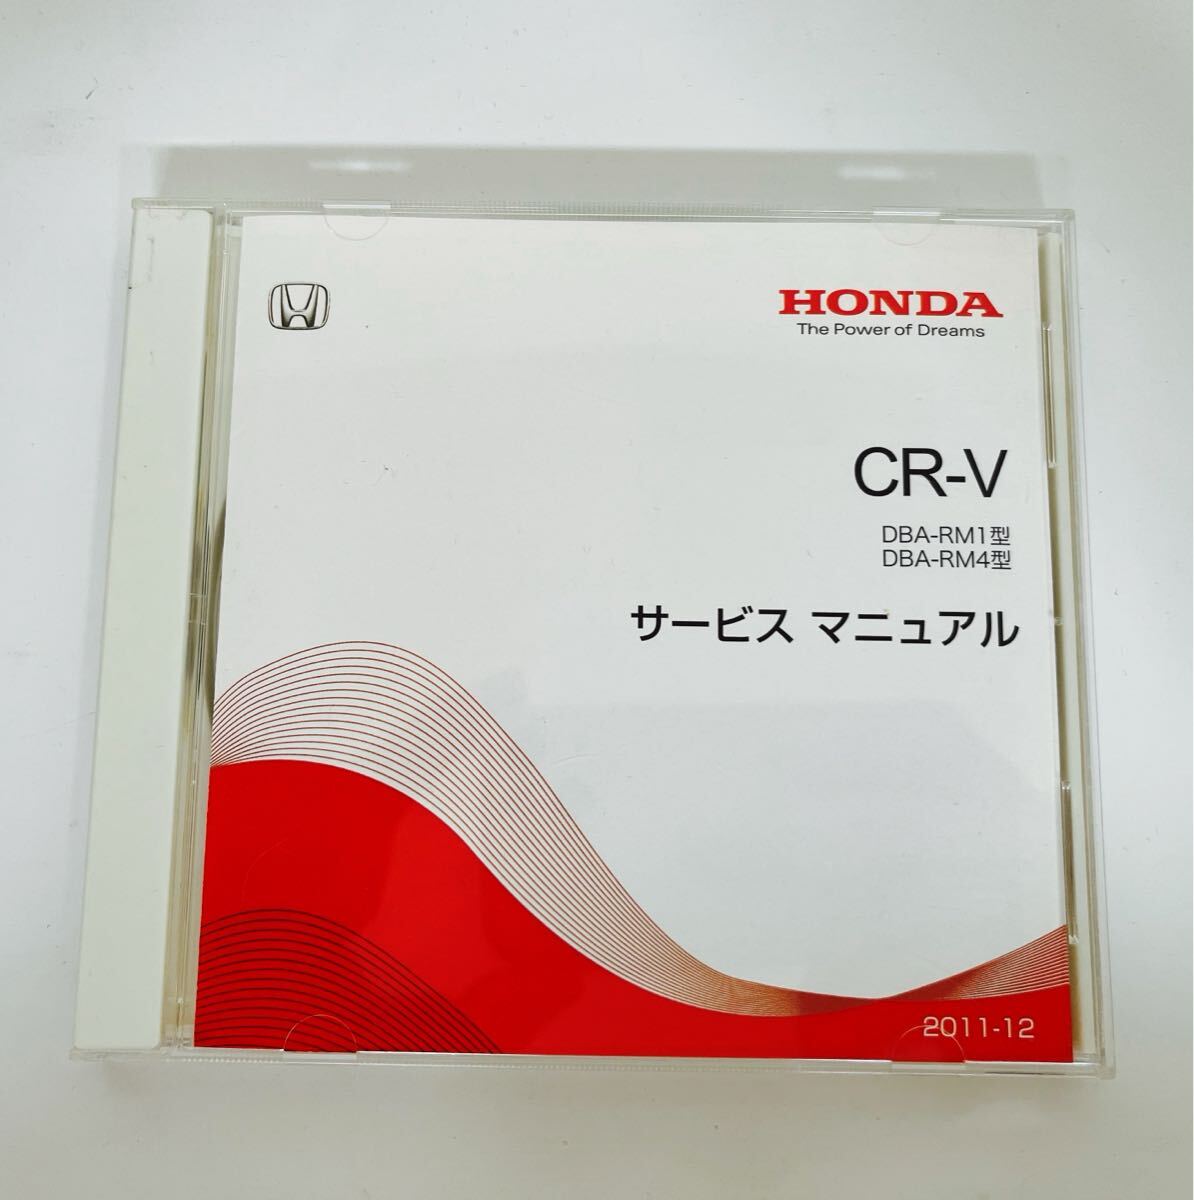 HONDA
The Power of Dreams
CR-V
DBA-RM1型
DBA-RM4型
サービス マニュアル
2011-12